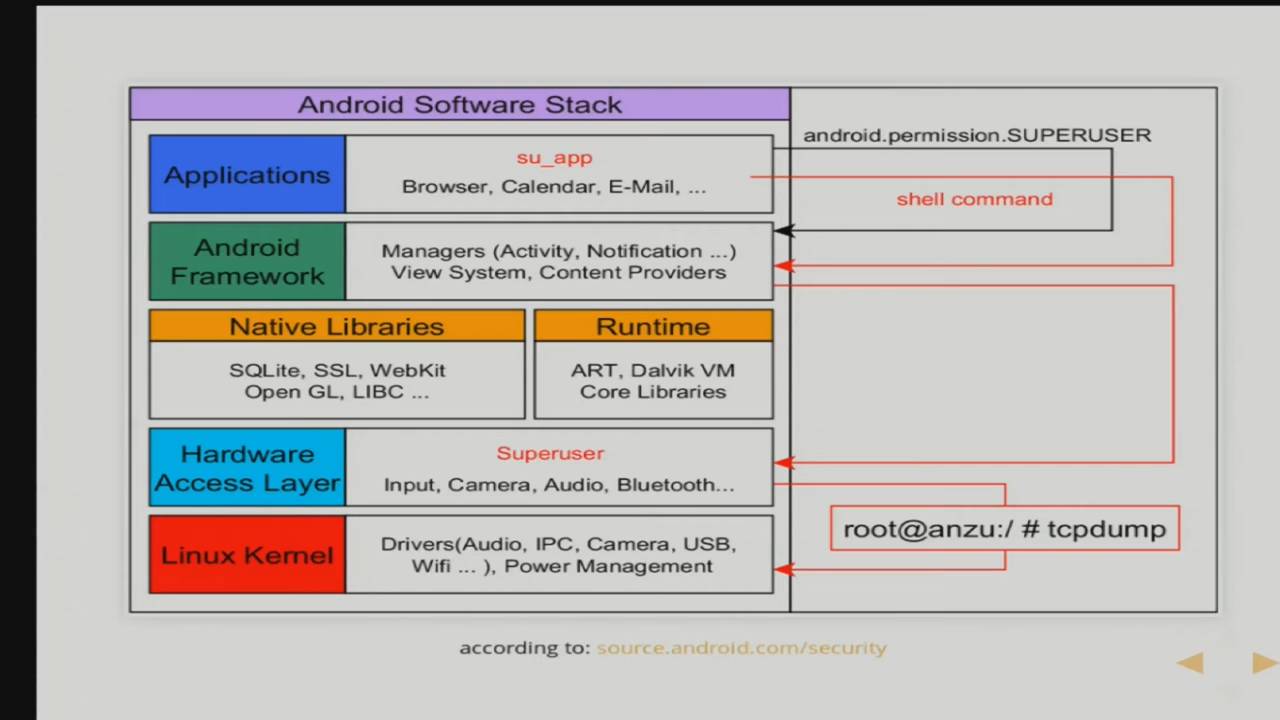 Android Software Stack
android.permission.SUPERUSER
Applications
su_app
Browser, Calendar, E-Mail, ...
shell command
Android
Framework
Managers (Activity, Notification ...)
View System, Content Providers
Native Libraries
SQLite, SSL, WebKit
Open GL, LIBC ...
Runtime
ART, Dalvik VM
Core Libraries
Hardware
Access Layer
Superuser
Input, Camera, Audio, Bluetooth...
root@anzu:/ # tcpdump
Linux Kernel
Drivers(Audio, IPC, Camera, USB,
Wifi ... ), Power Management
according to: source.android.com/security